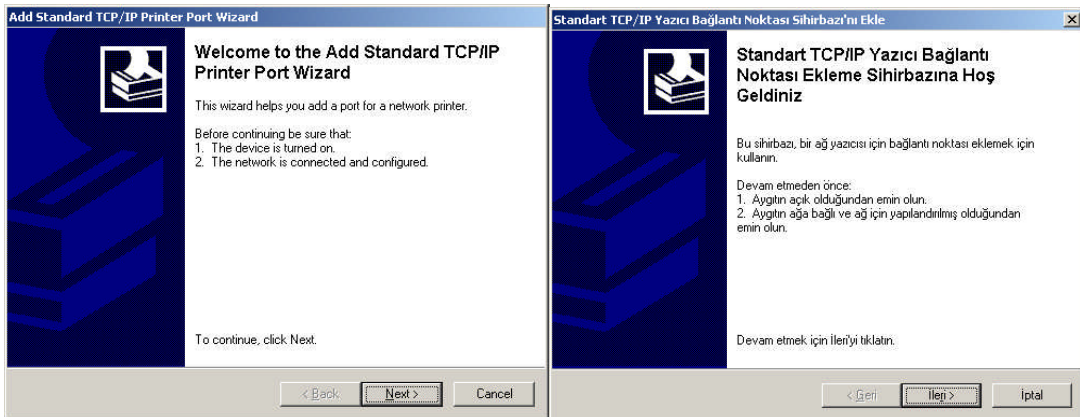 Add Standard TCP/IP Printer Port Wizard
Welcome to the Add Standard TCP/IP
Printer Port Wizard
This wizard helps you add a port for a network printer.
Before continuing be sure that:
1. The device is turned on.
2. The network is connected and configured.
To continue, click Next.
< Back
Next >
Cancel
Standart TCP/IP Yazıcı Bağlantı Noktası Sihirbazı'nı Ekle
Standart TCP/IP Yazıcı Bağlantı
Noktası Ekleme Sihirbazına Hoş
Geldiniz
Bu sihirbazı, bir ağ yazıcısı için bağlantı noktası eklemek için
kullanın.
Devam etmeden önce:
1. Aygıtın açık olduğundan emin olun.
2. Aygıtın ağa bağlı ve ağ için yapılandırılmış olduğundan
emin olun.
Devam etmek için İleri'yi tıklatın.
< Geri
İleri >
İptal